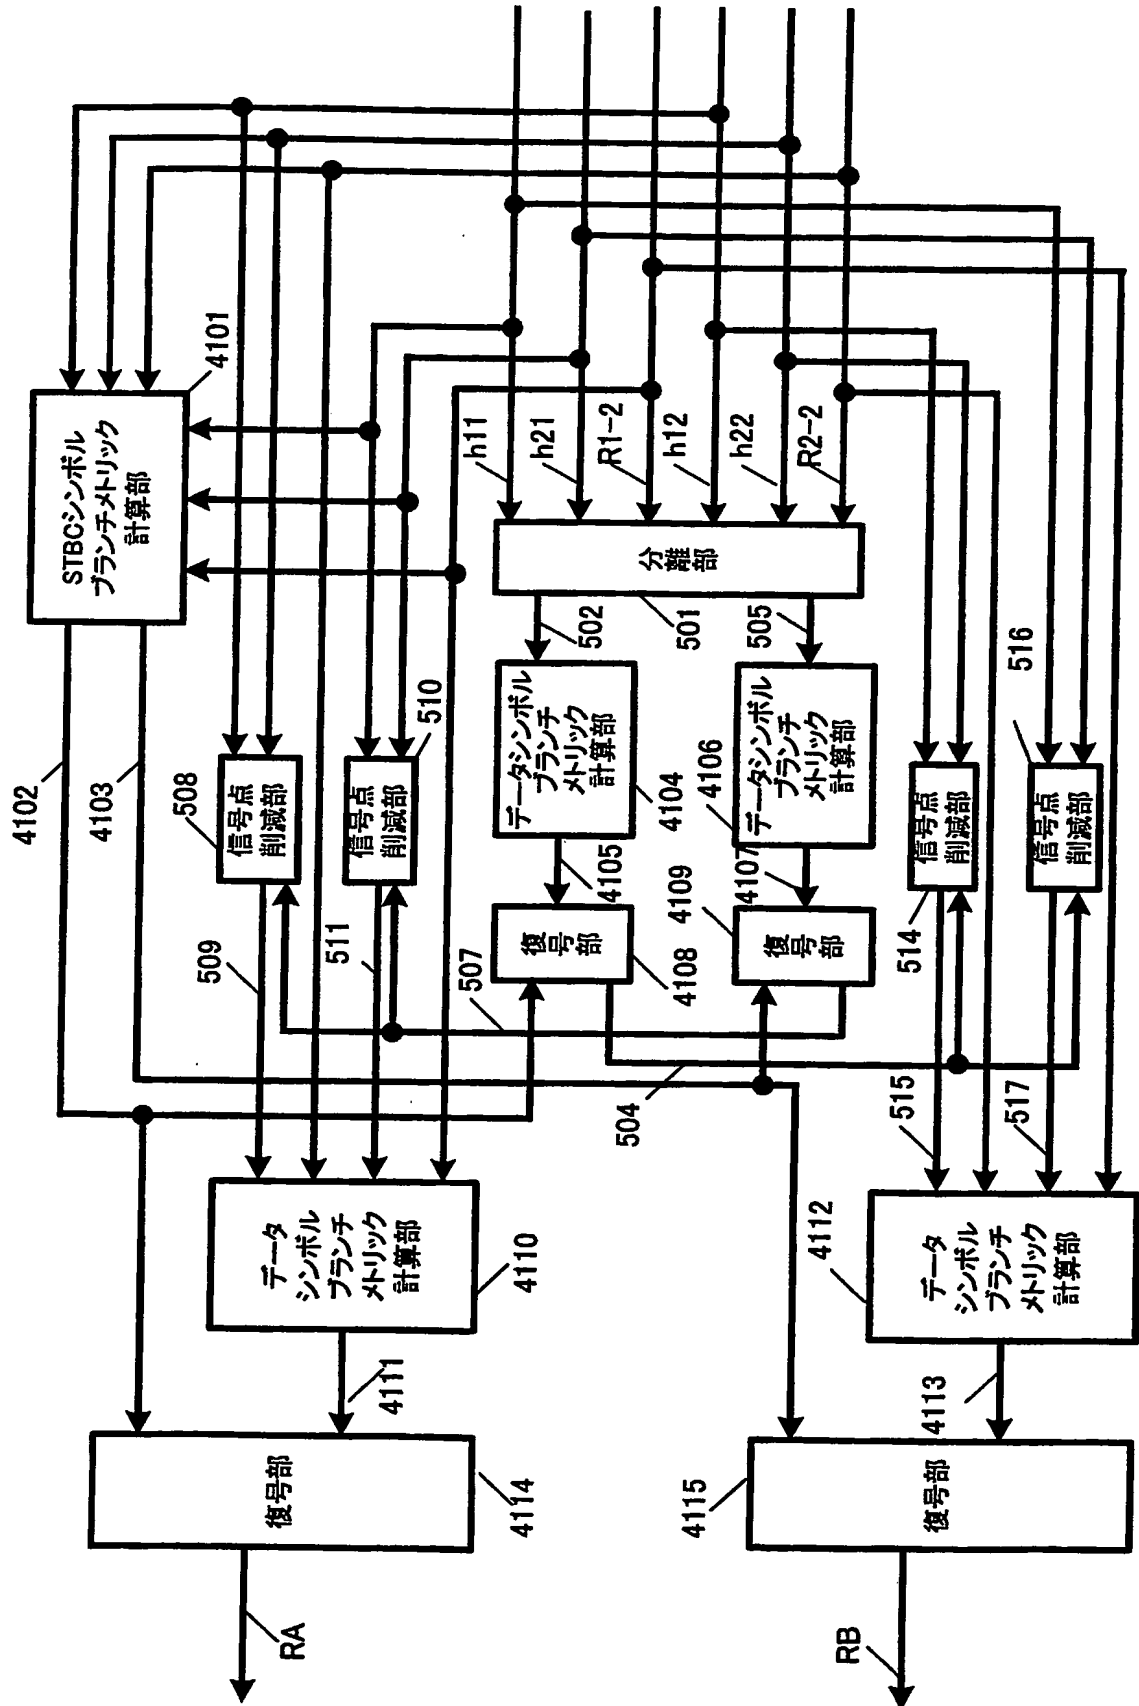 STBCシンボル
ブランチメトリック
計算部
4101
4102
4103
508
信号点
削減部
509
510
信号点
削減部
511
507
h11
h21
R1-2
h12
h22
R2-2
分離部
501
502
505
データシンボル
ブランチ
メトリック
計算部
4104
4105
データシンボル
ブランチ
メトリック
計算部
4106
4107
復号部
4108
復号部
4109
504
514
信号点
削減部
515
516
信号点
削減部
517
データ
シンボル
ブランチ
メトリック
計算部
4110
4111
データ
シンボル
ブランチ
メトリック
計算部
4112
4113
復号部
4114
RA
復号部
4115
RB